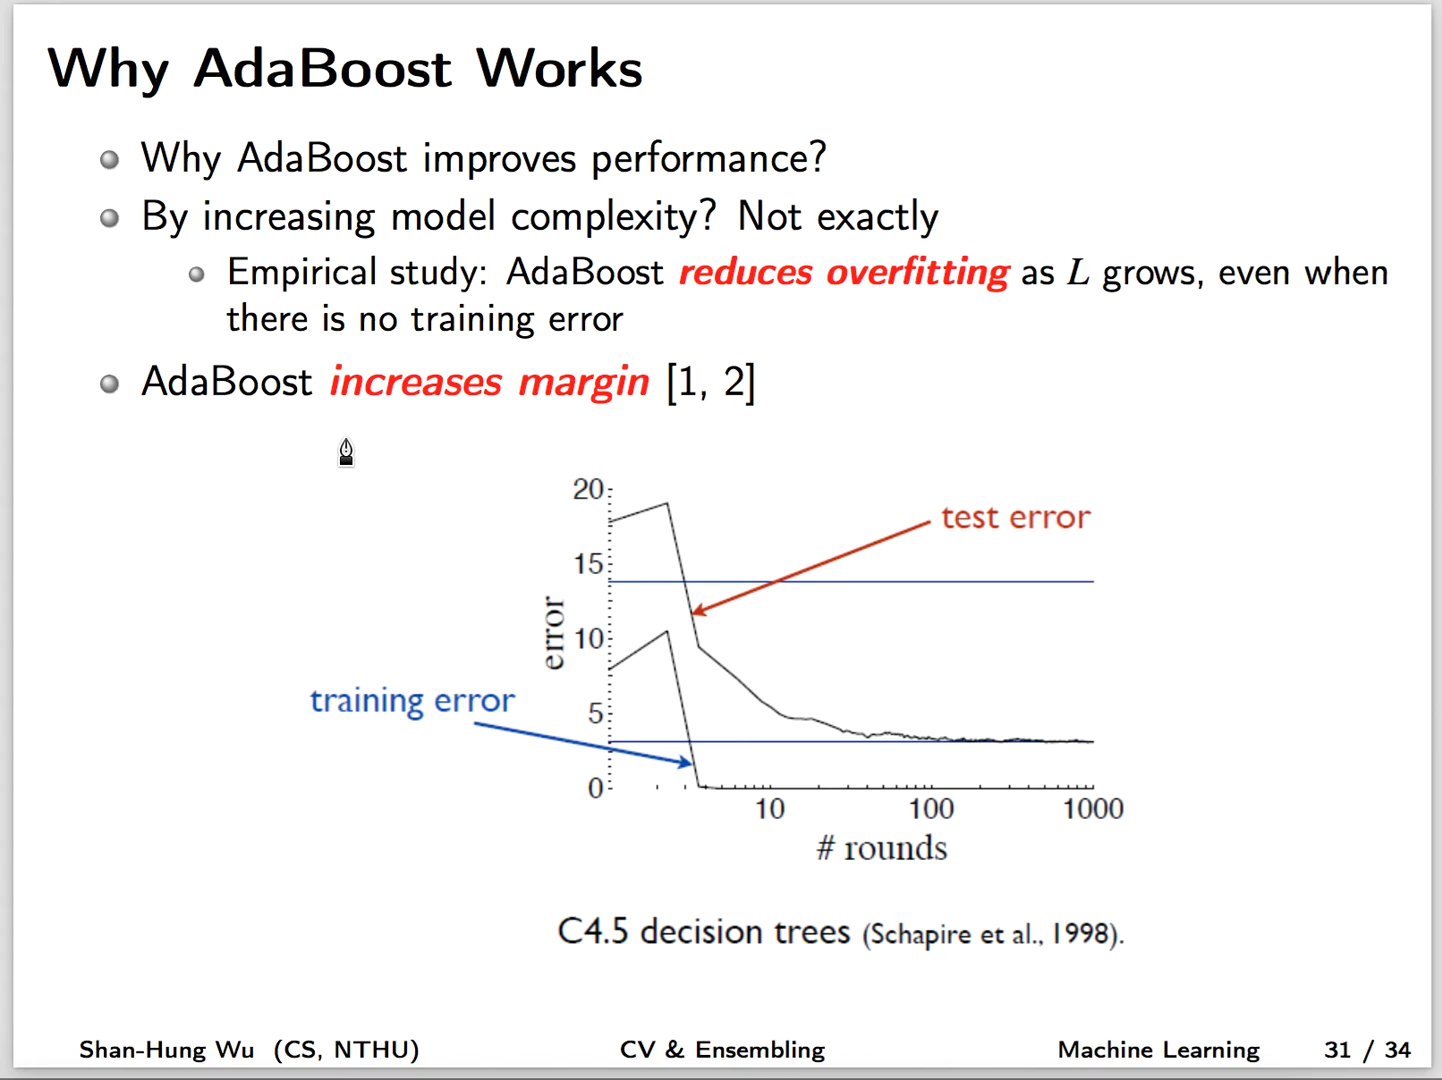 Why AdaBoost Works
Why AdaBoost improves performance?
By increasing model complexity? Not exactly
Empirical study: AdaBoost reduces overfitting as L grows, even when
there is no training error
AdaBoost increases margin [1, 2]
20
test error
15
error
10
training error
5
0
10 100 1000
# rounds
C4.5 decision trees (Schapire et al., 1998).
Shan-Hung Wu (CS, NTHU) CV & Ensembling Machine Learning 31 / 34